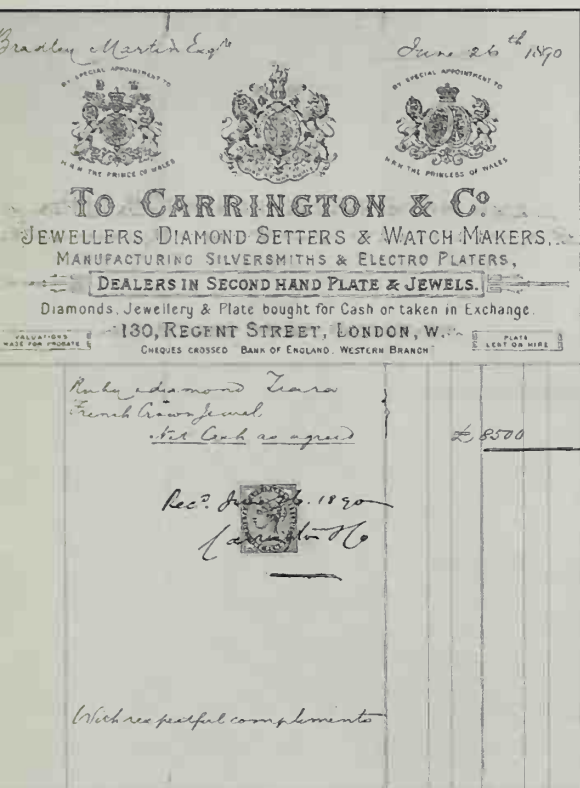 Bradley Martin Esqre
June 26th 1890
BY SPECIAL APPOINTMENT TO
H.R.H THE PRINCE OF WALES
BY SPECIAL APPOINTMENT TO
H.R.H THE PRINCESS OF WALES
TO CARRINGTON & Co.
JEWELLERS DIAMOND SETTERS & WATCH MAKERS,
MANUFACTURING SILVERSMITHS & ELECTRO PLATERS,
DEALERS IN SECOND HAND PLATE & JEWELS.
Diamonds, Jewellery & Plate bought for Cash or taken in Exchange.
130, REGENT STREET, LONDON, W.
VALUATIONS
MADE FOR PROBATE
PLATE
LENT ON HIRE
CHEQUES CROSSED "BANK OF ENGLAND. WESTERN BRANCH"
Ruby & diamond Tiara
French Crown Jewel
Net Cash as agreed
£ 8500
Recd. June 26. 1890
Carrington & Co
With respectful compliments